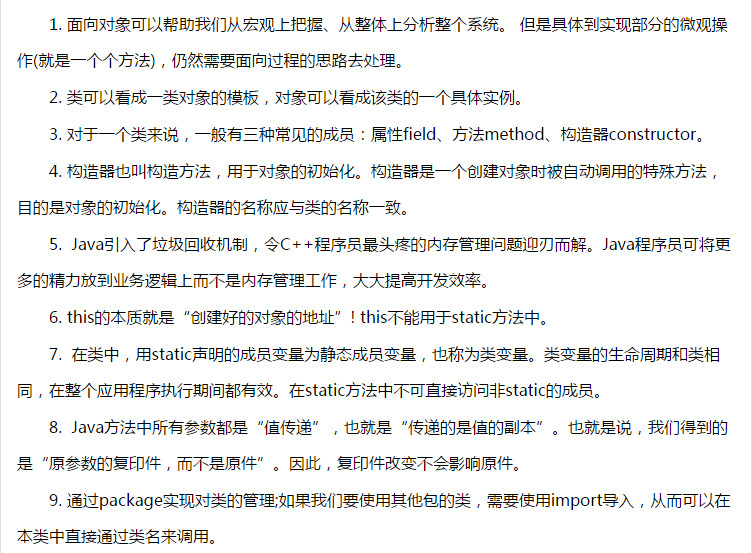 1. 面向对象可以帮助我们从宏观上把握、从整体上分析整个系统。 但是具体到实现部分的微观操
作(就是一个个方法)，仍然需要面向过程的思路去处理。
2. 类可以看成一类对象的模板，对象可以看成该类的一个具体实例。
3. 对于一个类来说，一般有三种常见的成员：属性field、方法method、构造器constructor。
4. 构造器也叫构造方法，用于对象的初始化。构造器是一个创建对象时被自动调用的特殊方法，
目的是对象的初始化。构造器的名称应与类的名称一致。
5.  Java引入了垃圾回收机制，令C++程序员最头疼的内存管理问题迎刃而解。Java程序员可将更
多的精力放到业务逻辑上而不是内存管理工作，大大提高开发效率。
6. this的本质就是“创建好的对象的地址”! this不能用于static方法中。
7.  在类中，用static声明的成员变量为静态成员变量，也称为类变量。类变量的生命周期和类相
同，在整个应用程序执行期间都有效。在static方法中不可直接访问非static的成员。
8.  Java方法中所有参数都是“值传递”，也就是“传递的是值的副本”。也就是说，我们得到的
是“原参数的复印件，而不是原件”。因此，复印件改变不会影响原件。
9. 通过package实现对类的管理;如果我们要使用其他包的类，需要使用import导入，从而可以在
本类中直接通过类名来调用。